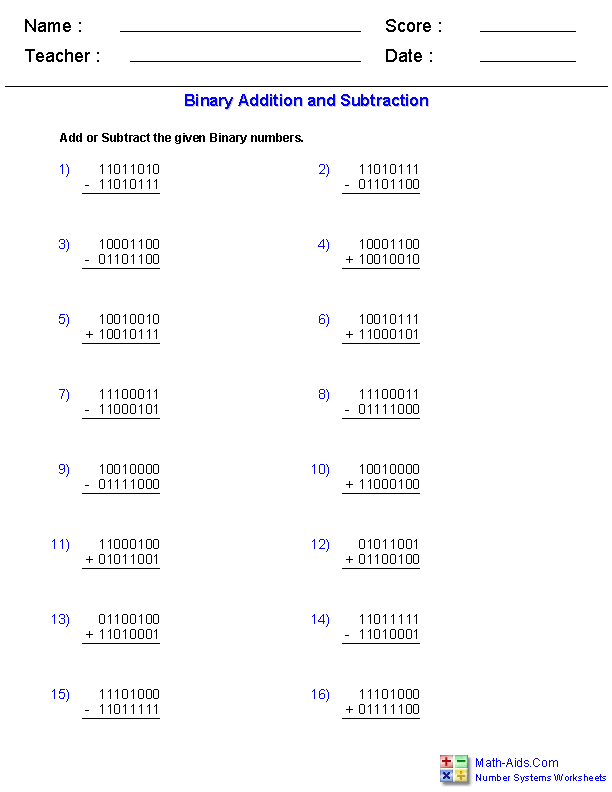 Name : Score :
Teacher : Date :
Binary Addition and Subtraction
Add or Subtract the given Binary numbers.
1) 11011010 2) 11010111
- 11010111 - 01101100
3) 10001100 4) 10001100
- 01101100 + 10010010
5) 10010010 6) 10010111
+ 10010111 + 11000101
7) 11100011 8) 11100011
- 11000101 - 01111000
9) 10010000 10) 10010000
- 01111000 + 11000100
11) 11000100 12) 01011001
+ 01011001 + 01100100
13) 01100100 14) 11011111
+ 11010001 - 11010001
15) 11101000 16) 11101000
- 11011111 + 01111100
Math-Aids.Com
Number Systems Worksheets